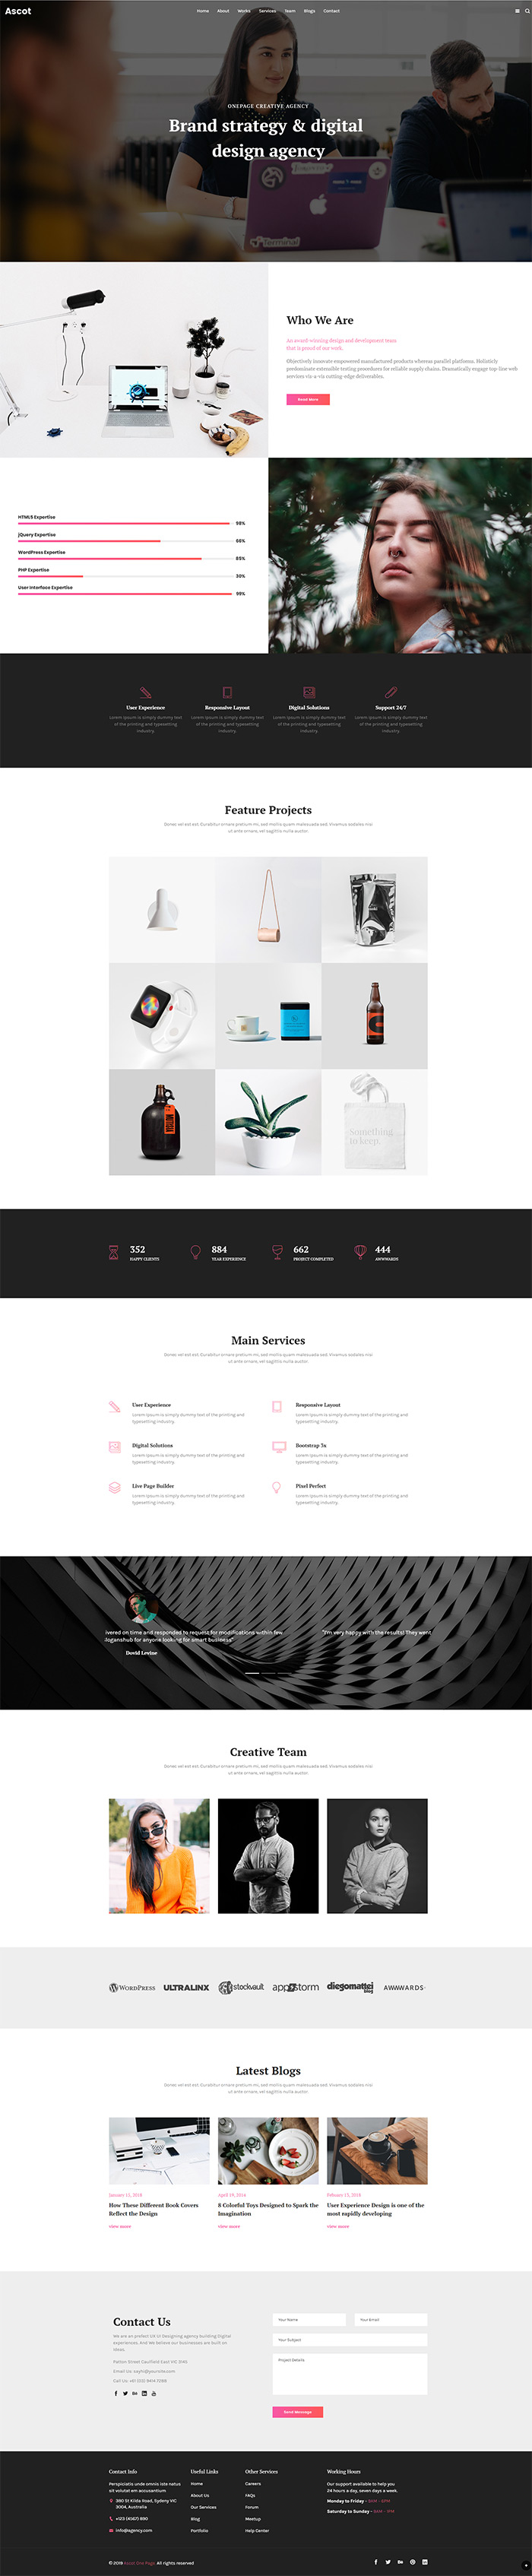 Ascot
Home About Works Services Team Blogs Contact
ONEPAGE CREATIVE AGENCY
Brand strategy & digital
design agency
Who We Are
An award winning design and development team
that is proud of our work.
Objectively innovate empowered manufactured products whereas parallel platforms. Holisticly
predominate extensible testing procedures for reliable supply chains. Dramatically engage top-line web
services vis-a-vis cutting-edge deliverables.
Read More
HTML5 Expertise
98%
jQuery Expertise
66%
WordPress Expertise
85%
PHP Expertise
30%
User interface Expertise
99%
User Experience
Lorem Ipsum is simply dummy text
of the printing and typesetting
industry.
Responsive Layout
Lorem Ipsum is simply dummy text
of the printing and typesetting
industry.
Digital Solutions
Lorem Ipsum is simply dummy text
of the printing and typesetting
industry.
Support 24/7
Lorem Ipsum is simply dummy text
of the printing and typesetting
industry.
Feature Projects
Donec vel est est. Curabitur ornare pretium mi, sed mollis quam malesuada sed. Vivamus sodales nisi
ut ante ornare, vel sagittis nulla auctor.
Something
to keep.
352
HAPPY CLIENTS
884
YEAR EXPERIENCE
662
PROJECT COMPLETED
444
AWWWARDS
Main Services
Donec vel est est. Curabitur ornare pretium mi, sed mollis quam malesuada sed. Vivamus sodales nisi
ut ante ornare, vel sagittis nulla auctor.
User Experience
Lorem Ipsum is simply dummy text of the printing and
typesetting industry.
Responsive Layout
Lorem Ipsum is simply dummy text of the printing and
typesetting industry.
Digital Solutions
Lorem Ipsum is simply dummy text of the printing and
typesetting industry.
Bootstrap 3x
Lorem Ipsum is simply dummy text of the printing and
typesetting industry.
Live Page Builder
Lorem Ipsum is simply dummy text of the printing and
typesetting industry.
Pixel Perfect
Lorem Ipsum is simply dummy text of the printing and
typesetting industry.
ivered on time and responded to request for modifications within few
loganshub for anyone looking for smart business"
David Levine
"I'm very happy with the results! They went
Creative Team
Donec vel est est. Curabitur ornare pretium mi, sed mollis quam malesuada sed. Vivamus sodales nisi
ut ante ornare, vel sagittis nulla auctor.
WORDPRESS ULTRALINX stockvault appstorm diegomattei blog AWWWARDS
Latest Blogs
Donec vel est est. Curabitur ornare pretium mi, sed mollis quam malesuada sed. Vivamus sodales nisi
ut ante ornare, vel sagittis nulla auctor.
January 15, 2018
How These Different Book Covers
Reflect the Design
View more
April 19, 2016
8 Colorful Toys Designed to Spark the
Imagination
View more
View more
User Experience Design is one of the
most rapidly developing
Contact Us
We are an prefect UX UI Designing agency building Digital
experiences. And We believe our businesses are built on
ideas.
Patton Street Caulfield East VIC 3145
Email Us: sayhi@yoursite.com
Your Name
Your Email
Your Subject
Project Details
Send Message
Contact Info
Perspiciatis unde omnis iste natus
sit volutat em accusantium
380 St Kilda Road, Sydeny VIC
3004, Australia
+123 (4567) 890
info@agency.com
Useful Links
Home
About Us
Our Services
Blog
Portfolio
Other Services
Careers
FAQs
Forum
Meetup
Help Center
Working Hours
Our support available to help you
24 hours a day, seven days a week.
Monday to Friday - 9AM - 6PM
Saturday to Sunday -
© 2019 Ascot One Page. All rights reserved